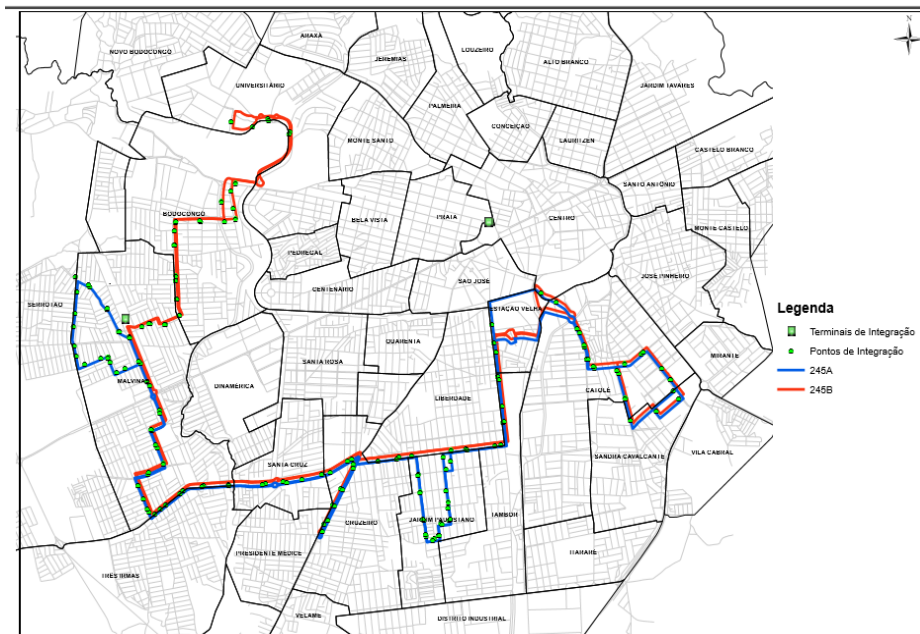 N
ARAXÁ
LOUZEIRO
NOVO BODOCONGÓ
JEREMIAS
ALTO BRANCO
UNIVERSITÁRIO
JARDIM TAVARES
PALMEIRA
CONCEIÇÃO
MONTE SANTO
LAURITZEN
CASTELO BRANCO
SANTO ANTÔNIO
BODOCONGÓ
BELA VISTA
PRATA
CENTRO
MONTE CASTELO
PEDREGAL
JOSÉ PINHEIRO
SÃO JOSÉ
CENTENÁRIO
SERROTÃO
ESTAÇÃO VELHA
Legenda
Terminais de Integração
QUARENTA
Pontos de Integração
MIRANTE
SANTA ROSA
245A
MALVINA
DINAMÉRICA
CATOLÉ
245B
LIBERDADE
VILA CABRAL
SANDRA CAVALCANTE
SANTA CRUZ
TAMBOR
CRUZEIRO
JARDIM PAULISTANO
PRESIDENTE MÉDICE
ITARARÉ
TRÊS IRMÃS
VELAME
DISTRITO INDUSTRIAL